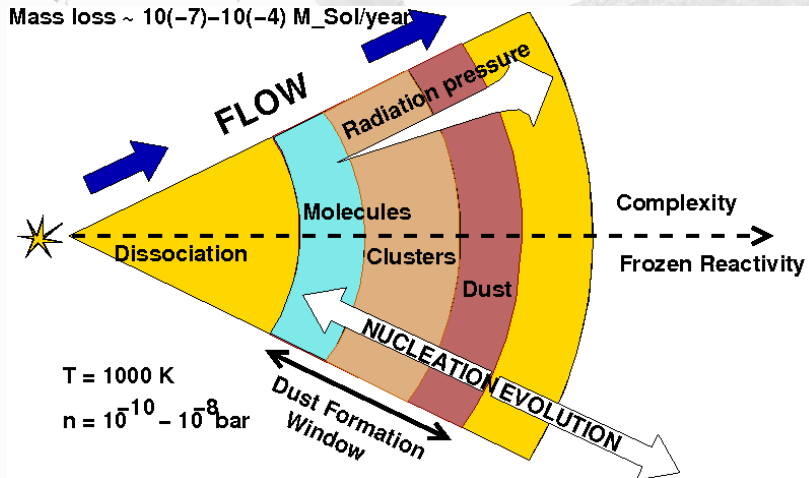 Mass loss ~ 10(−7)−10(−4) M_Sol/year
FLOW
Radiation pressure
Molecules
Complexity
Dissociation
Clusters
Frozen Reactivity
Dust
NUCLEATION
EVOLUTION
T = 1000 K
n = 10^-10 − 10^-8 bar
Dust Formation
Window